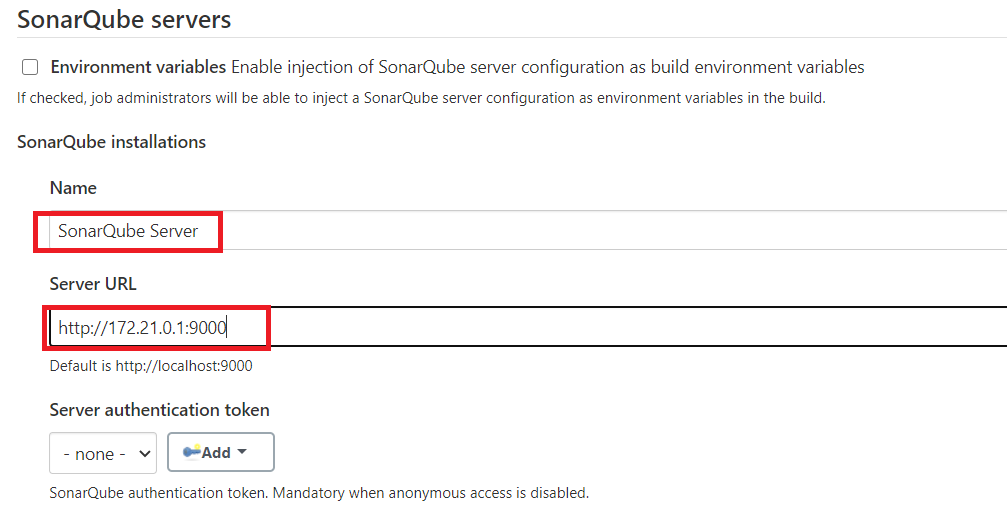 SonarQube servers
Environment variables Enable injection of SonarQube server configuration as build environment variables
If checked, job administrators will be able to inject a SonarQube server configuration as environment variables in the build.
SonarQube installations
Name
SonarQube Server
Server URL
http://172.21.0.1:9000
Default is http://localhost:9000
Server authentication token
- none -
Add
SonarQube authentication token. Mandatory when anonymous access is disabled.